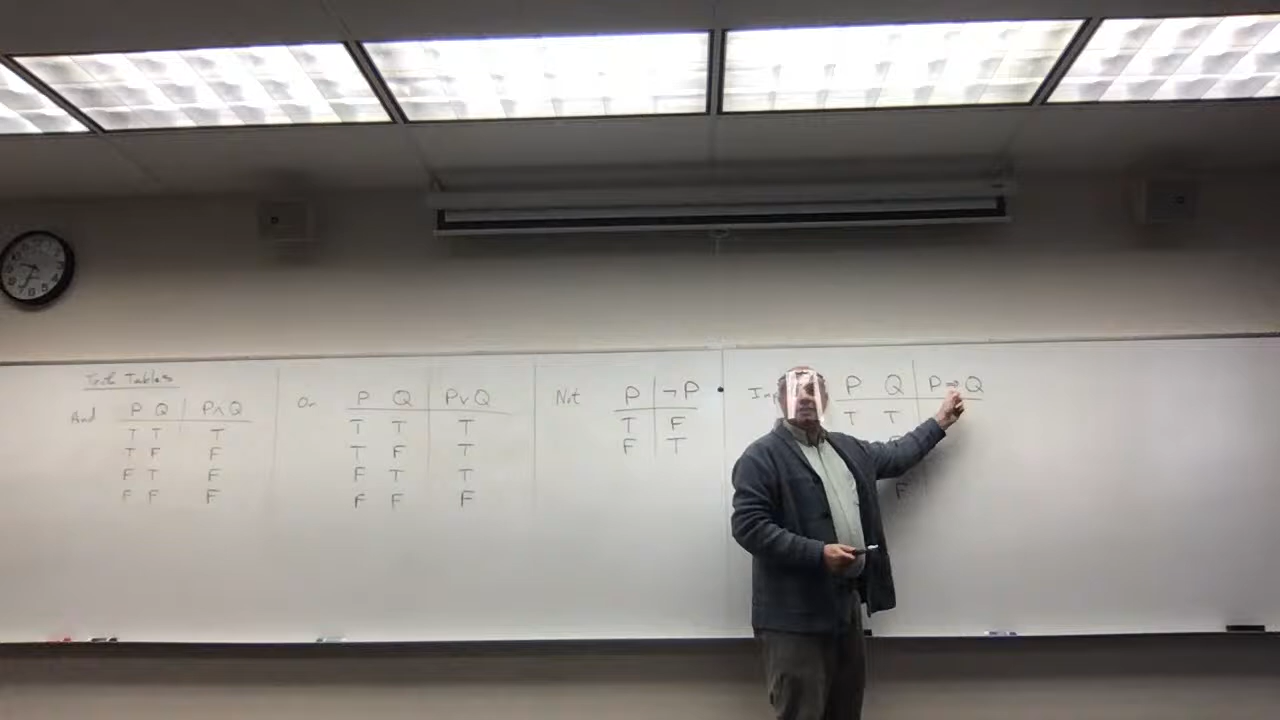 Truth Tables
And
P Q P∧Q
T T T
T F F
F T F
F F F
Or
P Q P∨Q
T T T
T F T
F T T
F F F
Not
P ¬P
T F
F T
P Q P⇒Q
T T
F
F